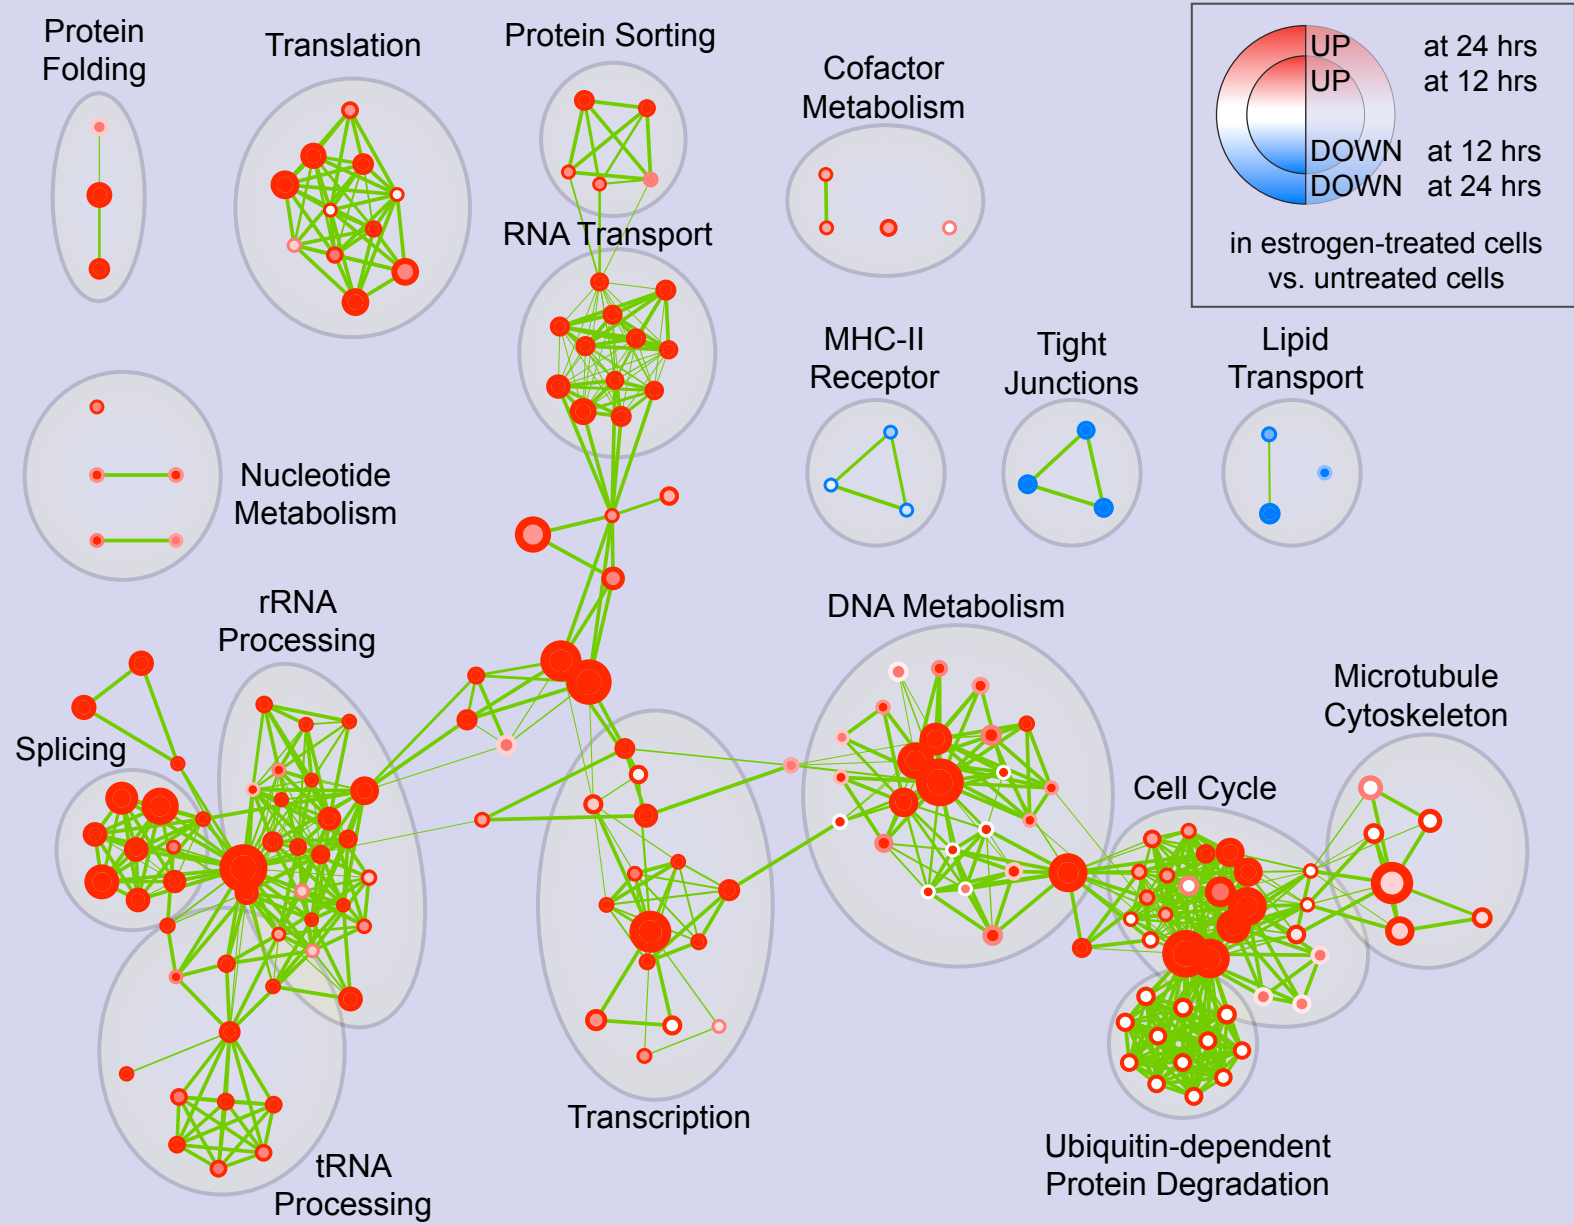 Protein
Folding
Translation
Protein Sorting
Cofactor
Metabolism
UP at 24 hrs
UP at 12 hrs
DOWN at 12 hrs
DOWN at 24 hrs
in estrogen-treated cells
vs. untreated cells
RNA Transport
MHC-II
Receptor
Tight
Junctions
Lipid
Transport
Nucleotide
Metabolism
rRNA
Processing
DNA Metabolism
Microtubule
Cytoskeleton
Splicing
Cell Cycle
Transcription
Ubiquitin-dependent
Protein Degradation
tRNA
Processing